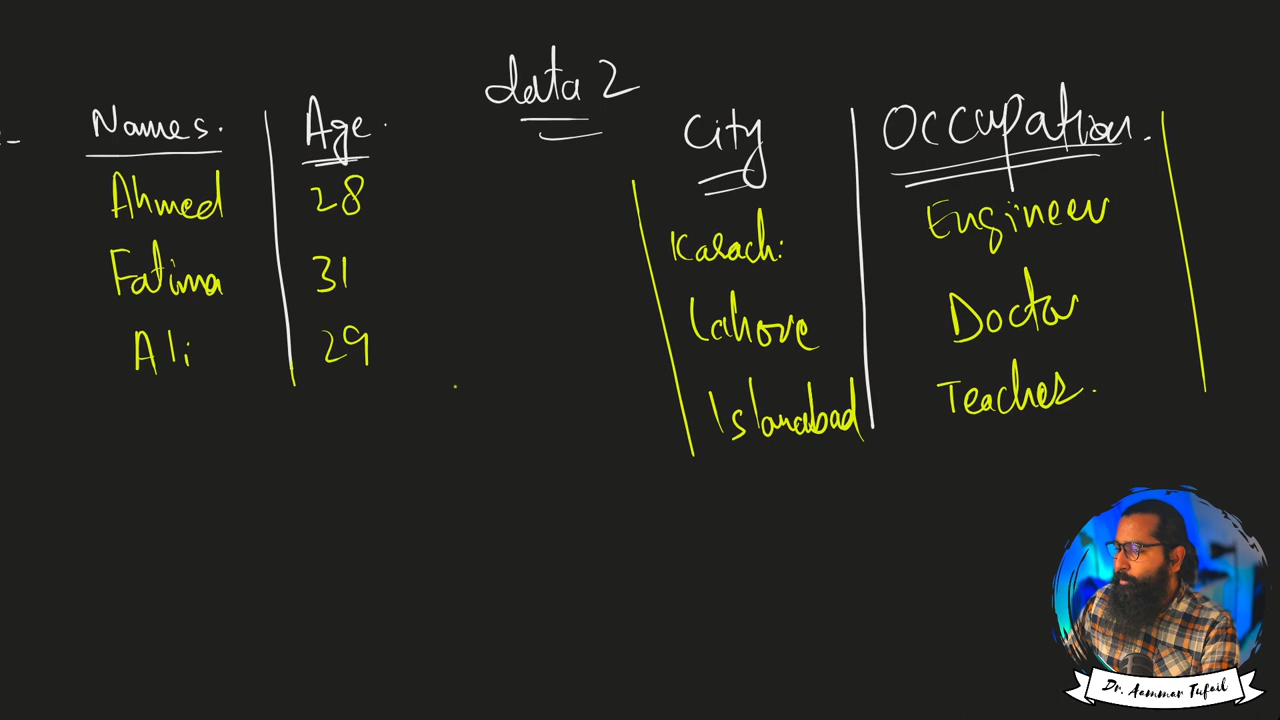 data 2
Names. Age.
Ahmed 28
Fatima 31
Ali 29
City Occupation.
Karachi Engineer
Lahore Doctor
Islamabad Teacher.
Dr. Aammar Tufail